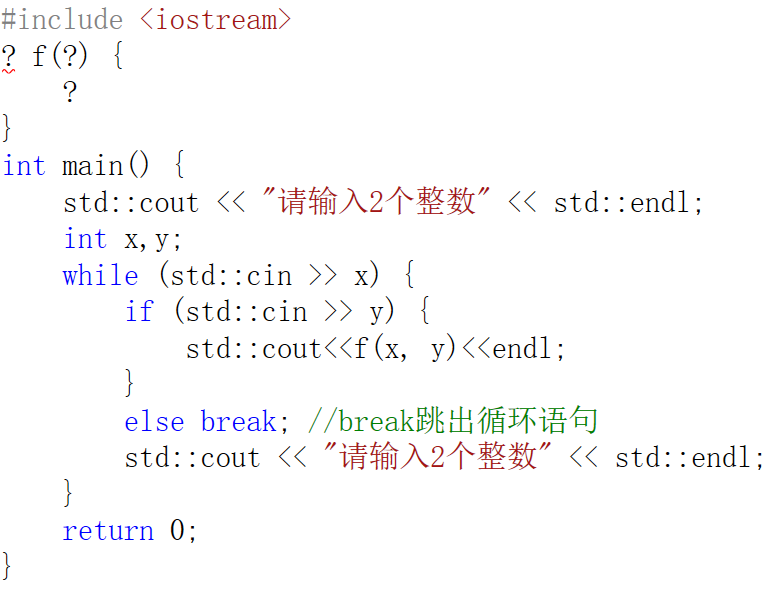 #include <iostream>
? f(?) {
    ?
}
int main() {
    std::cout << "请输入2个整数" << std::endl;
    int x,y;
    while (std::cin >> x) {
        if (std::cin >> y) {
            std::cout<<f(x, y)<<endl;
        }
        else break; //break跳出循环语句
        std::cout << "请输入2个整数" << std::endl;
    }
    return 0;
}